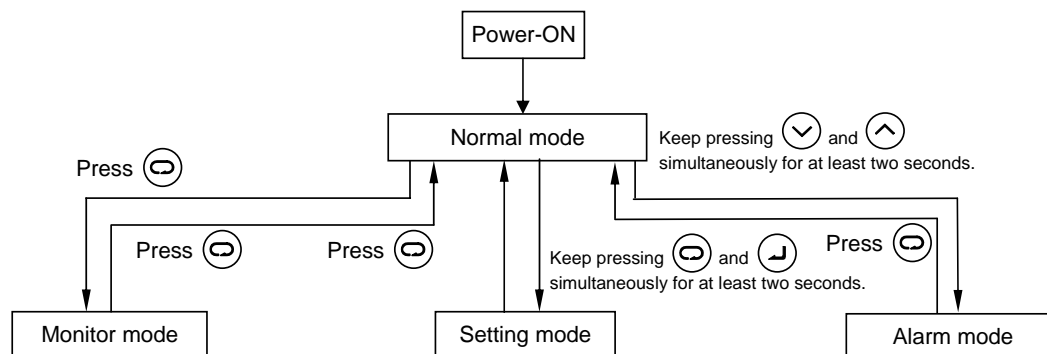 Power-ON
Normal mode
Keep pressing and
simultaneously for at least two seconds.
Press
Press
Press
Keep pressing and
simultaneously for at least two seconds.
Press
Monitor mode
Setting mode
Alarm mode